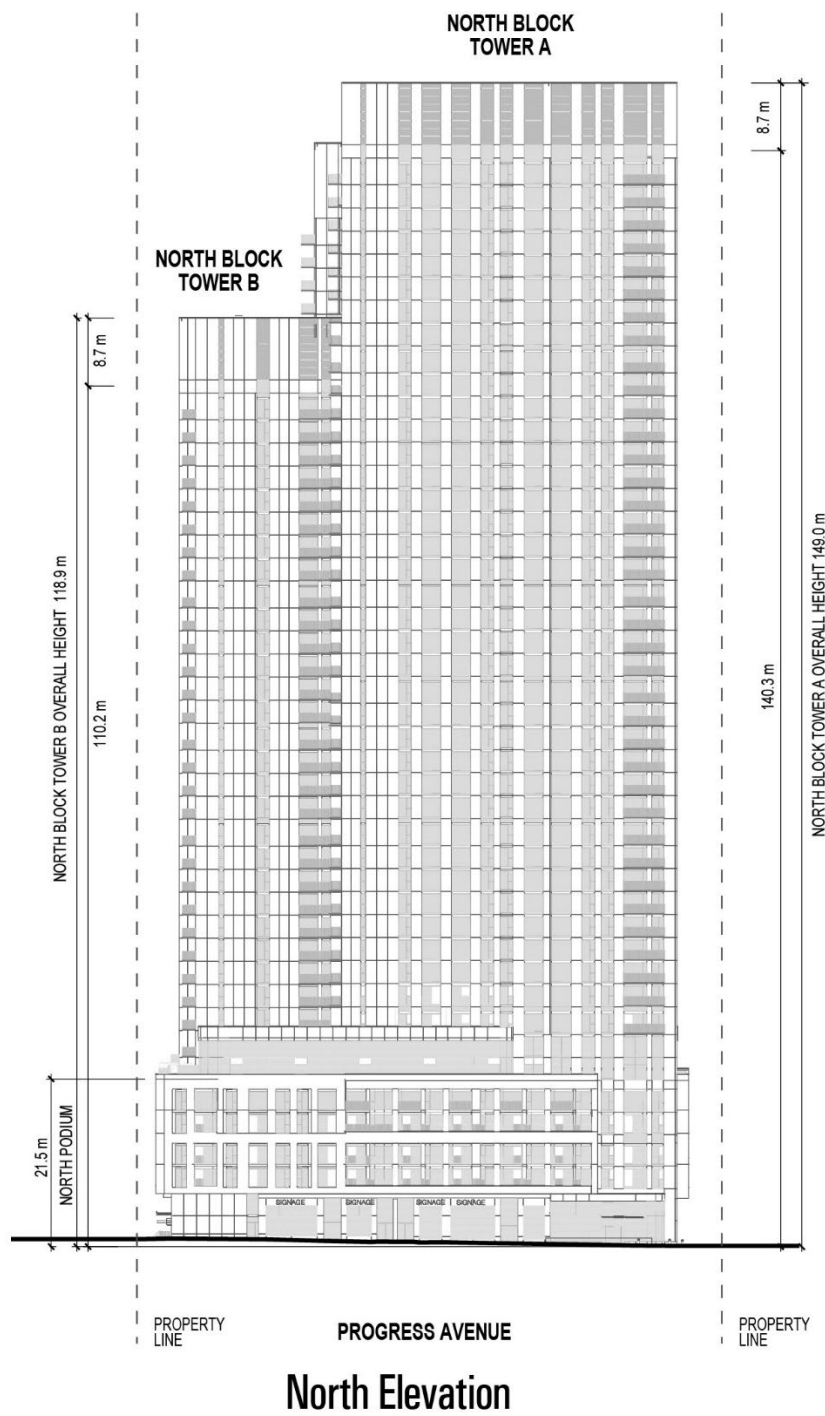 NORTH BLOCK
TOWER A
8.7 m
NORTH BLOCK
TOWER B
8.7 m
NORTH BLOCK TOWER B OVERALL HEIGHT 118.9 m
110.2 m
140.3 m
NORTH BLOCK TOWER A OVERALL HEIGHT 149.0 m
21.5 m
NORTH PODIUM
SIGNAGE SIGNAGE SIGNAGE SIGNAGE
PROPERTY
LINE
PROGRESS AVENUE
PROPERTY
LINE
North Elevation